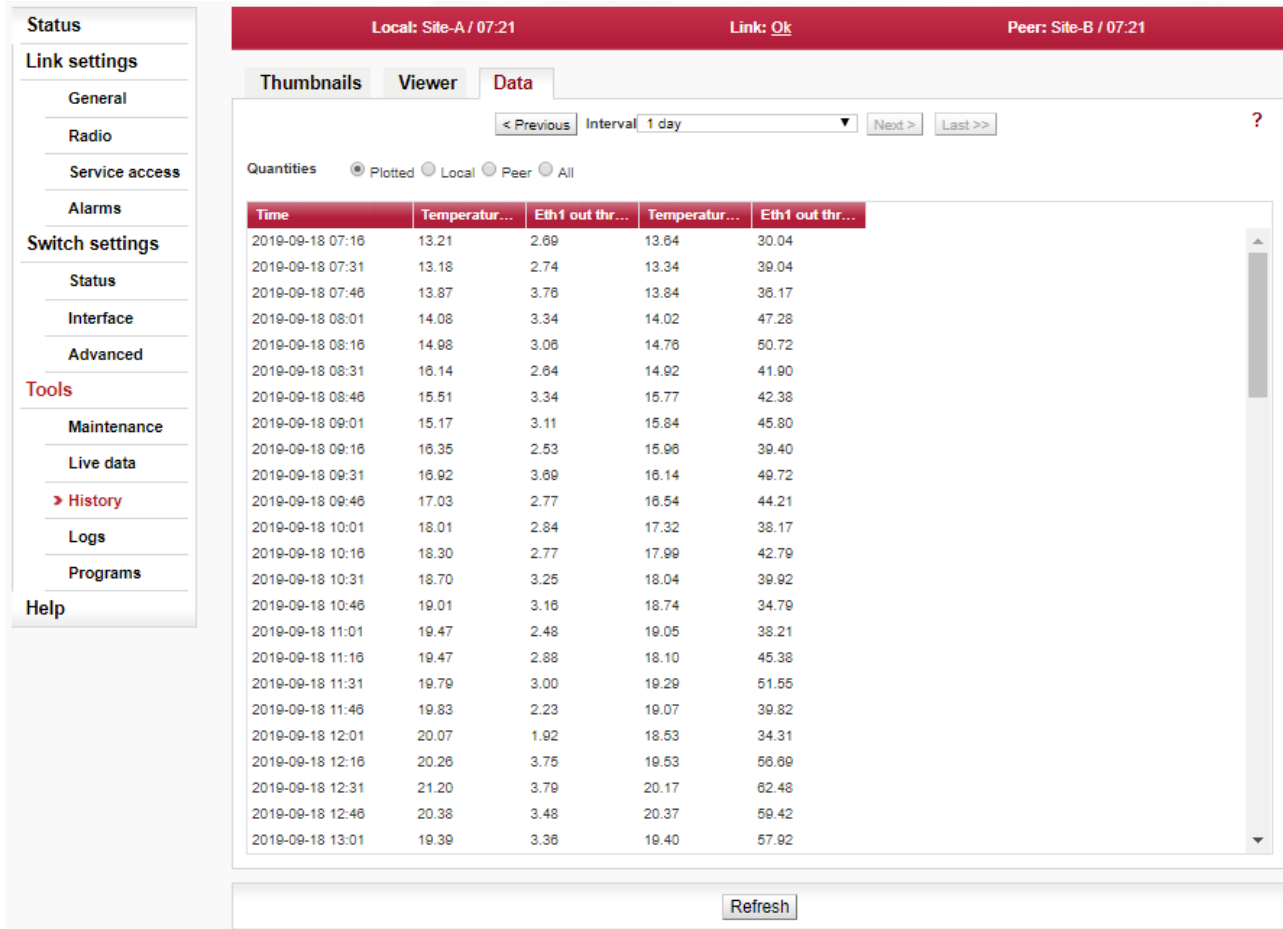 Status
Link settings
General
Radio
Service access
Alarms
Switch settings
Status
Interface
Advanced
Tools
Maintenance
Live data
History
Logs
Programs
Help
Local: Site-A / 07:21 Link: Ok Peer: Site-B / 07:21
Thumbnails Viewer Data
< Previous Interval 1 day Next > Last >> ?
Quantities Plotted Local Peer All
Time Temperatur... Eth1 out thr... Temperatur... Eth1 out thr...
2019-09-18 07:16 13.21 2.69 13.64 30.04
2019-09-18 07:31 13.18 2.74 13.34 39.04
2019-09-18 07:46 13.87 3.76 13.84 36.17
2019-09-18 08:01 14.08 3.34 14.02 47.28
2019-09-18 08:16 14.98 3.06 14.76 50.72
2019-09-18 08:31 16.14 2.64 14.92 41.90
2019-09-18 08:46 15.51 3.34 15.77 42.38
2019-09-18 09:01 15.17 3.11 15.84 45.80
2019-09-18 09:16 16.35 2.53 15.96 39.40
2019-09-18 09:31 16.92 3.69 16.14 49.72
2019-09-18 09:46 17.03 2.77 16.54 44.21
2019-09-18 10:01 18.01 2.84 17.32 38.17
2019-09-18 10:16 18.30 2.77 17.99 42.79
2019-09-18 10:31 18.70 3.25 18.04 39.92
2019-09-18 10:46 19.01 3.16 18.74 34.79
2019-09-18 11:01 19.47 2.48 19.05 38.21
2019-09-18 11:16 19.47 2.88 18.10 45.38
2019-09-18 11:31 19.79 3.00 19.29 51.55
2019-09-18 11:46 19.83 2.23 19.07 39.82
2019-09-18 12:01 20.07 1.92 18.53 34.31
2019-09-18 12:16 20.26 3.75 19.53 56.69
2019-09-18 12:31 21.20 3.79 20.17 62.48
2019-09-18 12:46 20.38 3.48 20.37 59.42
2019-09-18 13:01 19.39 3.36 19.40 57.92
Refresh